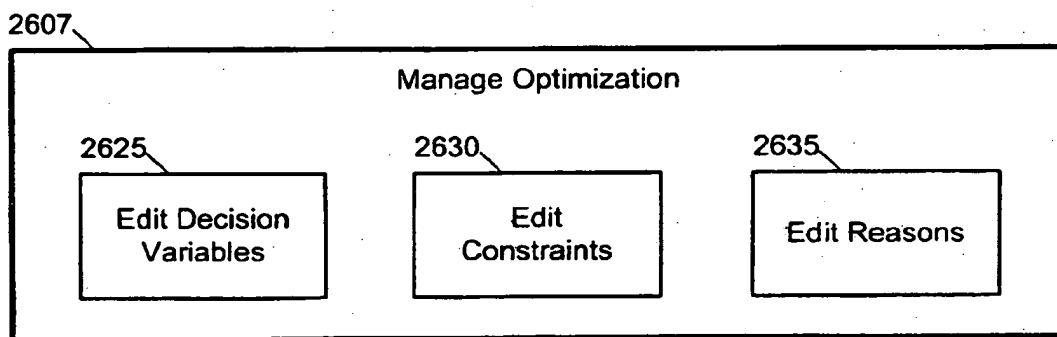 2607
Manage Optimization
2625
2630
2635
Edit Decision
Variables
Edit
Constraints
Edit Reasons